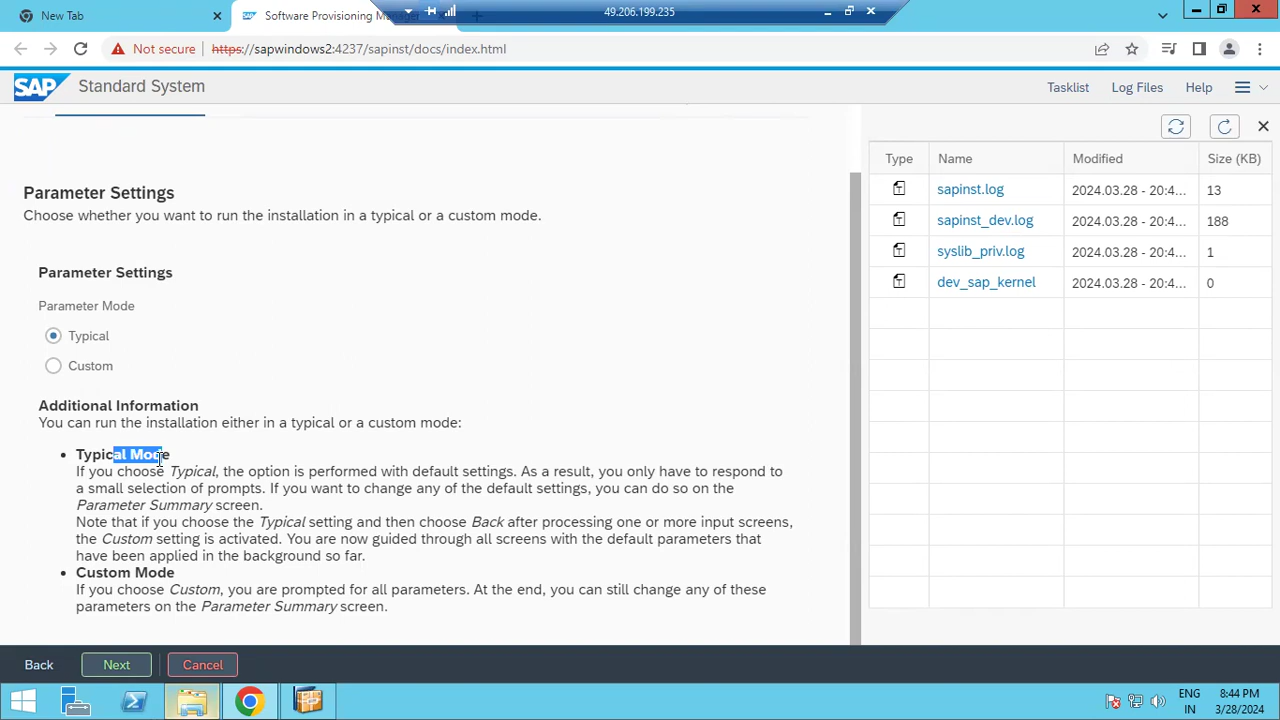 New Tab
Software Provisioning Manager
49.206.199.235
Not secure https://sapwindows2:4237/sapinst/docs/index.html
SAP Standard System
Tasklist Log Files Help
Parameter Settings
Choose whether you want to run the installation in a typical or a custom mode.
Parameter Settings
Parameter Mode
Typical
Custom
Additional Information
You can run the installation either in a typical or a custom mode:
Typical Mode
If you choose Typical, the option is performed with default settings. As a result, you only have to respond to
a small selection of prompts. If you want to change any of the default settings, you can do so on the
Parameter Summary screen.
Note that if you choose the Typical setting and then choose Back after processing one or more input screens,
the Custom setting is activated. You are now guided through all screens with the default parameters that
have been applied in the background so far.
Custom Mode
If you choose Custom, you are prompted for all parameters. At the end, you can still change any of these
parameters on the Parameter Summary screen.
Type Name Modified Size (KB)
sapinst.log 2024.03.28 - 20:4... 13
sapinst_dev.log 2024.03.28 - 20:4... 188
syslib_priv.log 2024.03.28 - 20:4... 1
dev_sap_kernel 2024.03.28 - 20:4... 0
Back Next Cancel
ENG
IN
8:44 PM
3/28/2024